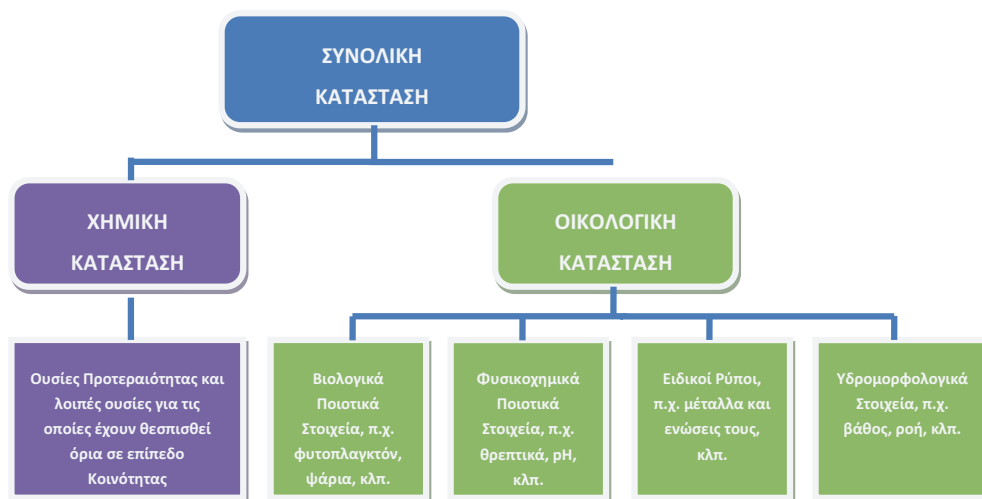 ΣΥΝΟΛΙΚΗ
ΚΑΤΑΣΤΑΣΗ
ΧΗΜΙΚΗ
ΚΑΤΑΣΤΑΣΗ
ΟΙΚΟΛΟΓΙΚΗ
ΚΑΤΑΣΤΑΣΗ
Ουσίες Προτεραιότητας και
λοιπές ουσίες για τις
οποίες έχουν θεσπισθεί
όρια σε επίπεδο
Κοινότητας
Βιολογικά
Ποιοτικά
Στοιχεία, π.χ.
φυτοπλαγκτόν,
ψάρια, κλπ.
Φυσικοχημικά
Ποιοτικά
Στοιχεία, π.χ.
θρεπτικά, pH,
κλπ.
Ειδικοί Ρύποι,
π.χ. μέταλλα και
ενώσεις τους,
κλπ.
Υδρομορφολογικά
Στοιχεία, π.χ.
βάθος, ροή, κλπ.